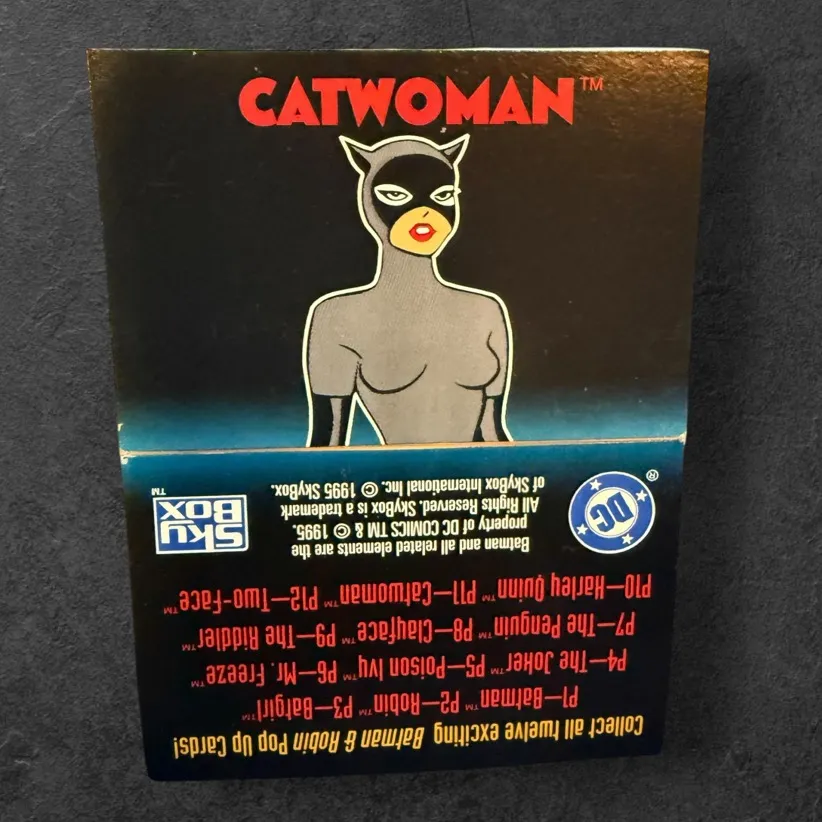 CATWOMAN™
Collect all twelve exciting Batman & Robin Pop Up Cards!
P1—Batman™ P2—Robin™ P3—Batgirl™
P4—The Joker™ P5—Poison Ivy™ P6—Mr. Freeze™
P7—The Penguin™ P8—Clayface™ P9—The Riddler™
P10—Harley Quinn™ P11—Catwoman™ P12—Two-Face™
Batman and all related elements are the
property of DC COMICS TM & © 1995.
All Rights Reserved. SkyBox is a trademark
of SkyBox International Inc. © 1995 SkyBox.
DC ®
SKY
BOX ™